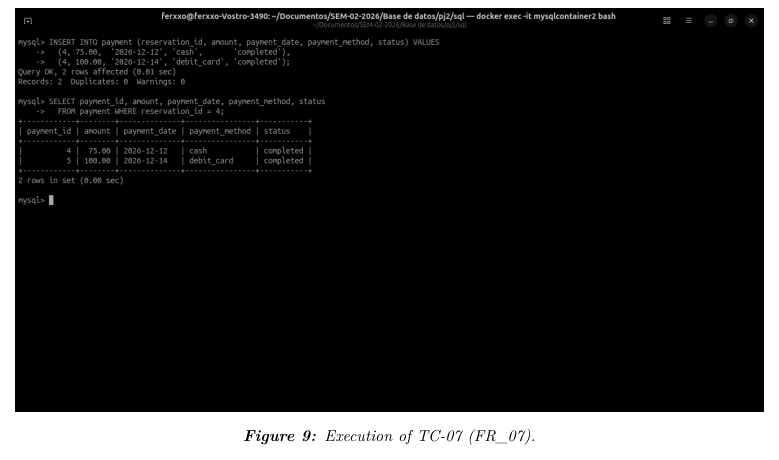 ferxxo@ferxxo-Vostro-3490: ~/Documentos/SEM-02-2026/Base de datos/pj2/sql — docker exec -it mysqlcontainer2 bash
~/Documentos/SEM-02-2026/Base de datos/pj2/sql
mysql> INSERT INTO payment (reservation_id, amount, payment_date, payment_method, status) VALUES
    ->   (4, 75.00,  '2026-12-12', 'cash',       'completed'),
    ->   (4, 100.00, '2026-12-14', 'debit_card', 'completed');
Query OK, 2 rows affected (0.01 sec)
Records: 2  Duplicates: 0  Warnings: 0
mysql> SELECT payment_id, amount, payment_date, payment_method, status
    ->   FROM payment WHERE reservation_id = 4;
+------------+--------+--------------+----------------+-----------+
| payment_id | amount | payment_date | payment_method | status    |
+------------+--------+--------------+----------------+-----------+
|          4 |  75.00 | 2026-12-12   | cash           | completed |
|          5 | 100.00 | 2026-12-14   | debit_card     | completed |
+------------+--------+--------------+----------------+-----------+
2 rows in set (0.00 sec)
mysql>
Figure 9: Execution of TC-07 (FR_07).